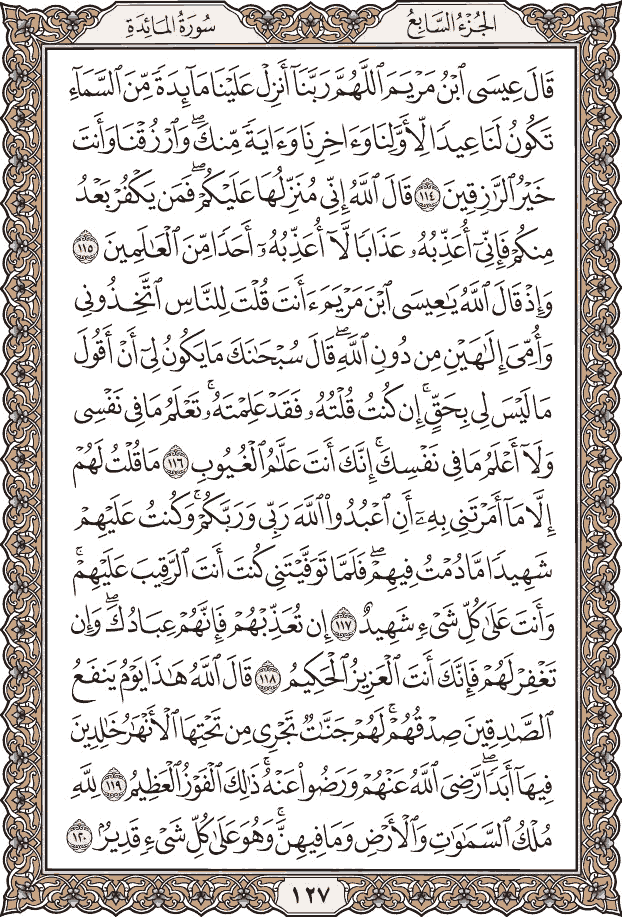 الجُزْءُ السَّابِعُ
سُورَةُ المَائِدَةِ
قَالَ عِيسَى ٱبْنُ مَرْيَمَ ٱللَّهُمَّ رَبَّنَآ أَنزِلْ عَلَيْنَا مَآئِدَةً مِّنَ ٱلسَّمَآءِ
تَكُونُ لَنَا عِيدًا لِّأَوَّلِنَا وَءَاخِرِنَا وَءَايَةً مِّنكَۖ وَٱرْزُقْنَا وَأَنتَ
خَيْرُ ٱلرَّٰزِقِينَ ١١٤ قَالَ ٱللَّهُ إِنِّى مُنَزِّلُهَا عَلَيْكُمْۖ فَمَن يَكْفُرْ بَعْدُ
مِنكُمْ فَإِنِّىٓ أُعَذِّبُهُۥ عَذَابًا لَّآ أُعَذِّبُهُۥٓ أَحَدًا مِّنَ ٱلْعَٰلَمِينَ ١١٥
وَإِذْ قَالَ ٱللَّهُ يَٰعِيسَى ٱبْنَ مَرْيَمَ ءَأَنتَ قُلْتَ لِلنَّاسِ ٱتَّخِذُونِى
وَأُمِّىَ إِلَٰهَيْنِ مِن دُونِ ٱللَّهِۖ قَالَ سُبْحَٰنَكَ مَا يَكُونُ لِىٓ أَنْ أَقُولَ
مَا لَيْسَ لِى بِحَقٍّۚ إِن كُنتُ قُلْتُهُۥ فَقَدْ عَلِمْتَهُۥۚ تَعْلَمُ مَا فِى نَفْسِى
وَلَآ أَعْلَمُ مَا فِى نَفْسِكَۚ إِنَّكَ أَنتَ عَلَّٰمُ ٱلْغُيُوبِ ١١٦ مَا قُلْتُ لَهُمْ
إِلَّا مَآ أَمَرْتَنِى بِهِۦٓ أَنِ ٱعْبُدُوا۟ ٱللَّهَ رَبِّى وَرَبَّكُمْۚ وَكُنتُ عَلَيْهِمْ
شَهِيدًا مَّا دُمْتُ فِيهِمْۖ فَلَمَّا تَوَفَّيْتَنِى كُنتَ أَنتَ ٱلرَّقِيبَ عَلَيْهِمْۚ
وَأَنتَ عَلَىٰ كُلِّ شَىْءٍ شَهِيدٌ ١١٧ إِن تُعَذِّبْهُمْ فَإِنَّهُمْ عِبَادُكَۖ وَإِن
تَغْفِرْ لَهُمْ فَإِنَّكَ أَنتَ ٱلْعَزِيزُ ٱلْحَكِيمُ ١١٨ قَالَ ٱللَّهُ هَٰذَا يَوْمُ يَنفَعُ
ٱلصَّٰدِقِينَ صِدْقُهُمْۚ لَهُمْ جَنَّٰتٌ تَجْرِى مِن تَحْتِهَا ٱلْأَنْهَٰرُ خَٰلِدِينَ
فِيهَآ أَبَدًاۖ رَّضِىَ ٱللَّهُ عَنْهُمْ وَرَضُوا۟ عَنْهُۚ ذَٰلِكَ ٱلْفَوْزُ ٱلْعَظِيمُ ١١٩ لِلَّهِ
مُلْكُ ٱلسَّمَٰوَٰتِ وَٱلْأَرْضِ وَمَا فِيهِنَّۚ وَهُوَ عَلَىٰ كُلِّ شَىْءٍ قَدِيرٌۢ ١٢٠
١٢٧